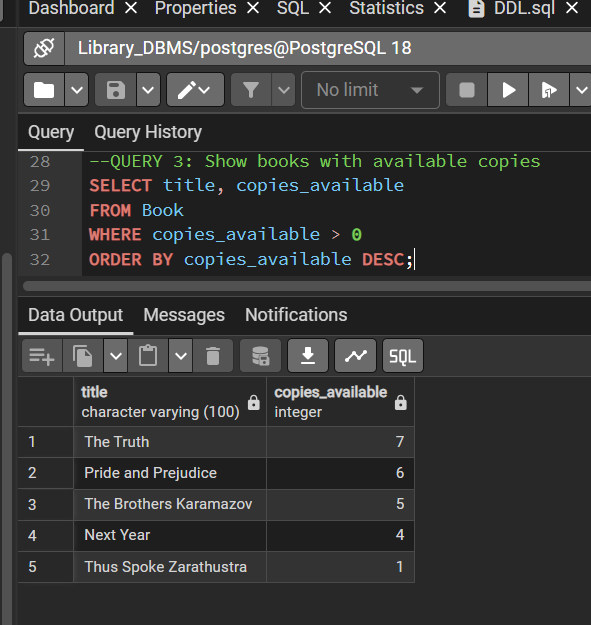 Dashboard × Properties × SQL × Statistics × DDL.sql ×
Library_DBMS/postgres@PostgreSQL 18
No limit
Query Query History
28 --QUERY 3: Show books with available copies
29 SELECT title, copies_available
30 FROM Book
31 WHERE copies_available > 0
32 ORDER BY copies_available DESC;
Data Output Messages Notifications
SQL
title copies_available
character varying (100) integer
1 The Truth 7
2 Pride and Prejudice 6
3 The Brothers Karamazov 5
4 Next Year 4
5 Thus Spoke Zarathustra 1